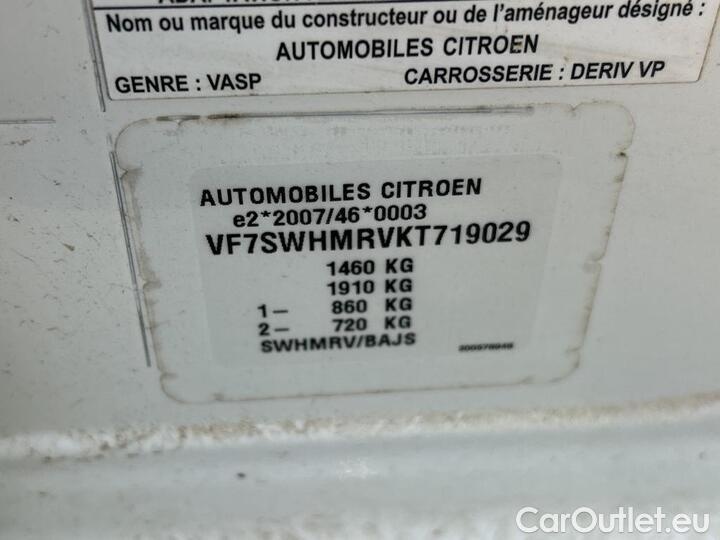 Nom ou marque du constructeur ou de l'aménageur désigné :
AUTOMOBILES CITROEN
GENRE : VASP CARROSSERIE : DERIV VP
AUTOMOBILES CITROEN
e2*2007/46*0003
VF7SWHMRVKT719029
1460 KG
1910 KG
1- 860 KG
2- 720 KG
SWHMRV/BAJS
CarOutlet.eu